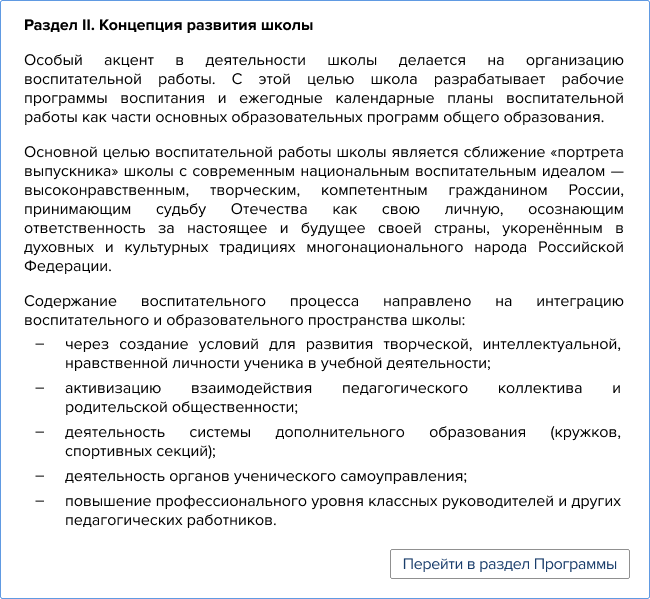 Раздел II. Концепция развития школы
Особый акцент в деятельности школы делается на организацию
воспитательной работы. С этой целью школа разрабатывает рабочие
программы воспитания и ежегодные календарные планы воспитательной
работы как части основных образовательных программ общего образования.
Основной целью воспитательной работы школы является сближение «портрета
выпускника» школы с современным национальным воспитательным идеалом —
высоконравственным, творческим, компетентным гражданином России,
принимающим судьбу Отечества как свою личную, осознающим
ответственность за настоящее и будущее своей страны, укоренённым в
духовных и культурных традициях многонационального народа Российской
Федерации.
Содержание воспитательного процесса направлено на интеграцию
воспитательного и образовательного пространства школы:
– через создание условий для развития творческой, интеллектуальной,
нравственной личности ученика в учебной деятельности;
– активизацию взаимодействия педагогического коллектива и
родительской общественности;
– деятельность системы дополнительного образования (кружков,
спортивных секций);
– деятельность органов ученического самоуправления;
– повышение профессионального уровня классных руководителей и других
педагогических работников.
Перейти в раздел Программы